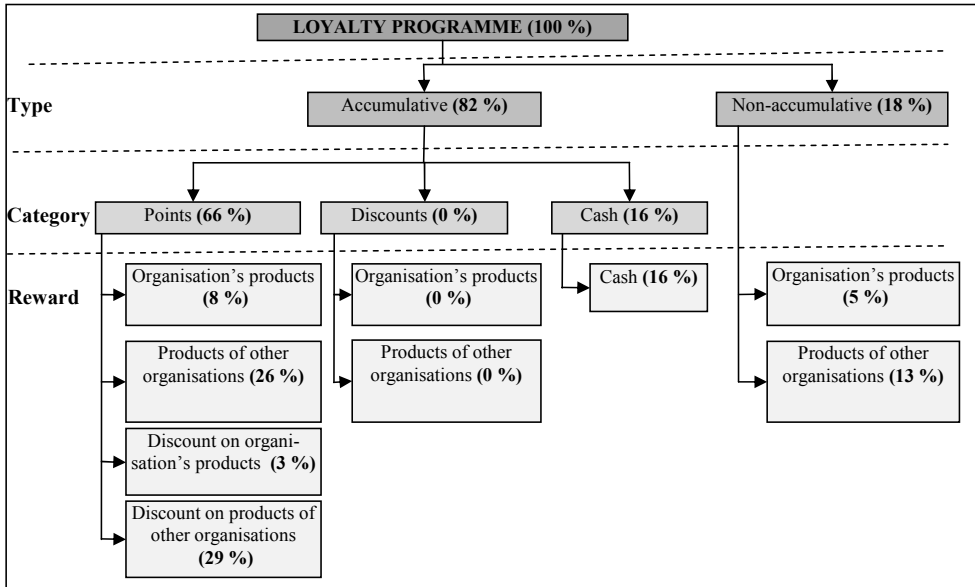 LOYALTY PROGRAMME (100 %)
Type
Accumulative (82 %)
Non-accumulative (18 %)
Category
Points (66 %)
Discounts (0 %)
Cash (16 %)
Reward
Organisation’s products
(8 %)
Products of other
organisations (26 %)
Discount on organi-
sation’s products (3 %)
Discount on products of
other organisations
(29 %)
Organisation’s products
(0 %)
Products of other
organisations (0 %)
Cash (16 %)
Organisation’s products
(5 %)
Products of other
organisations (13 %)